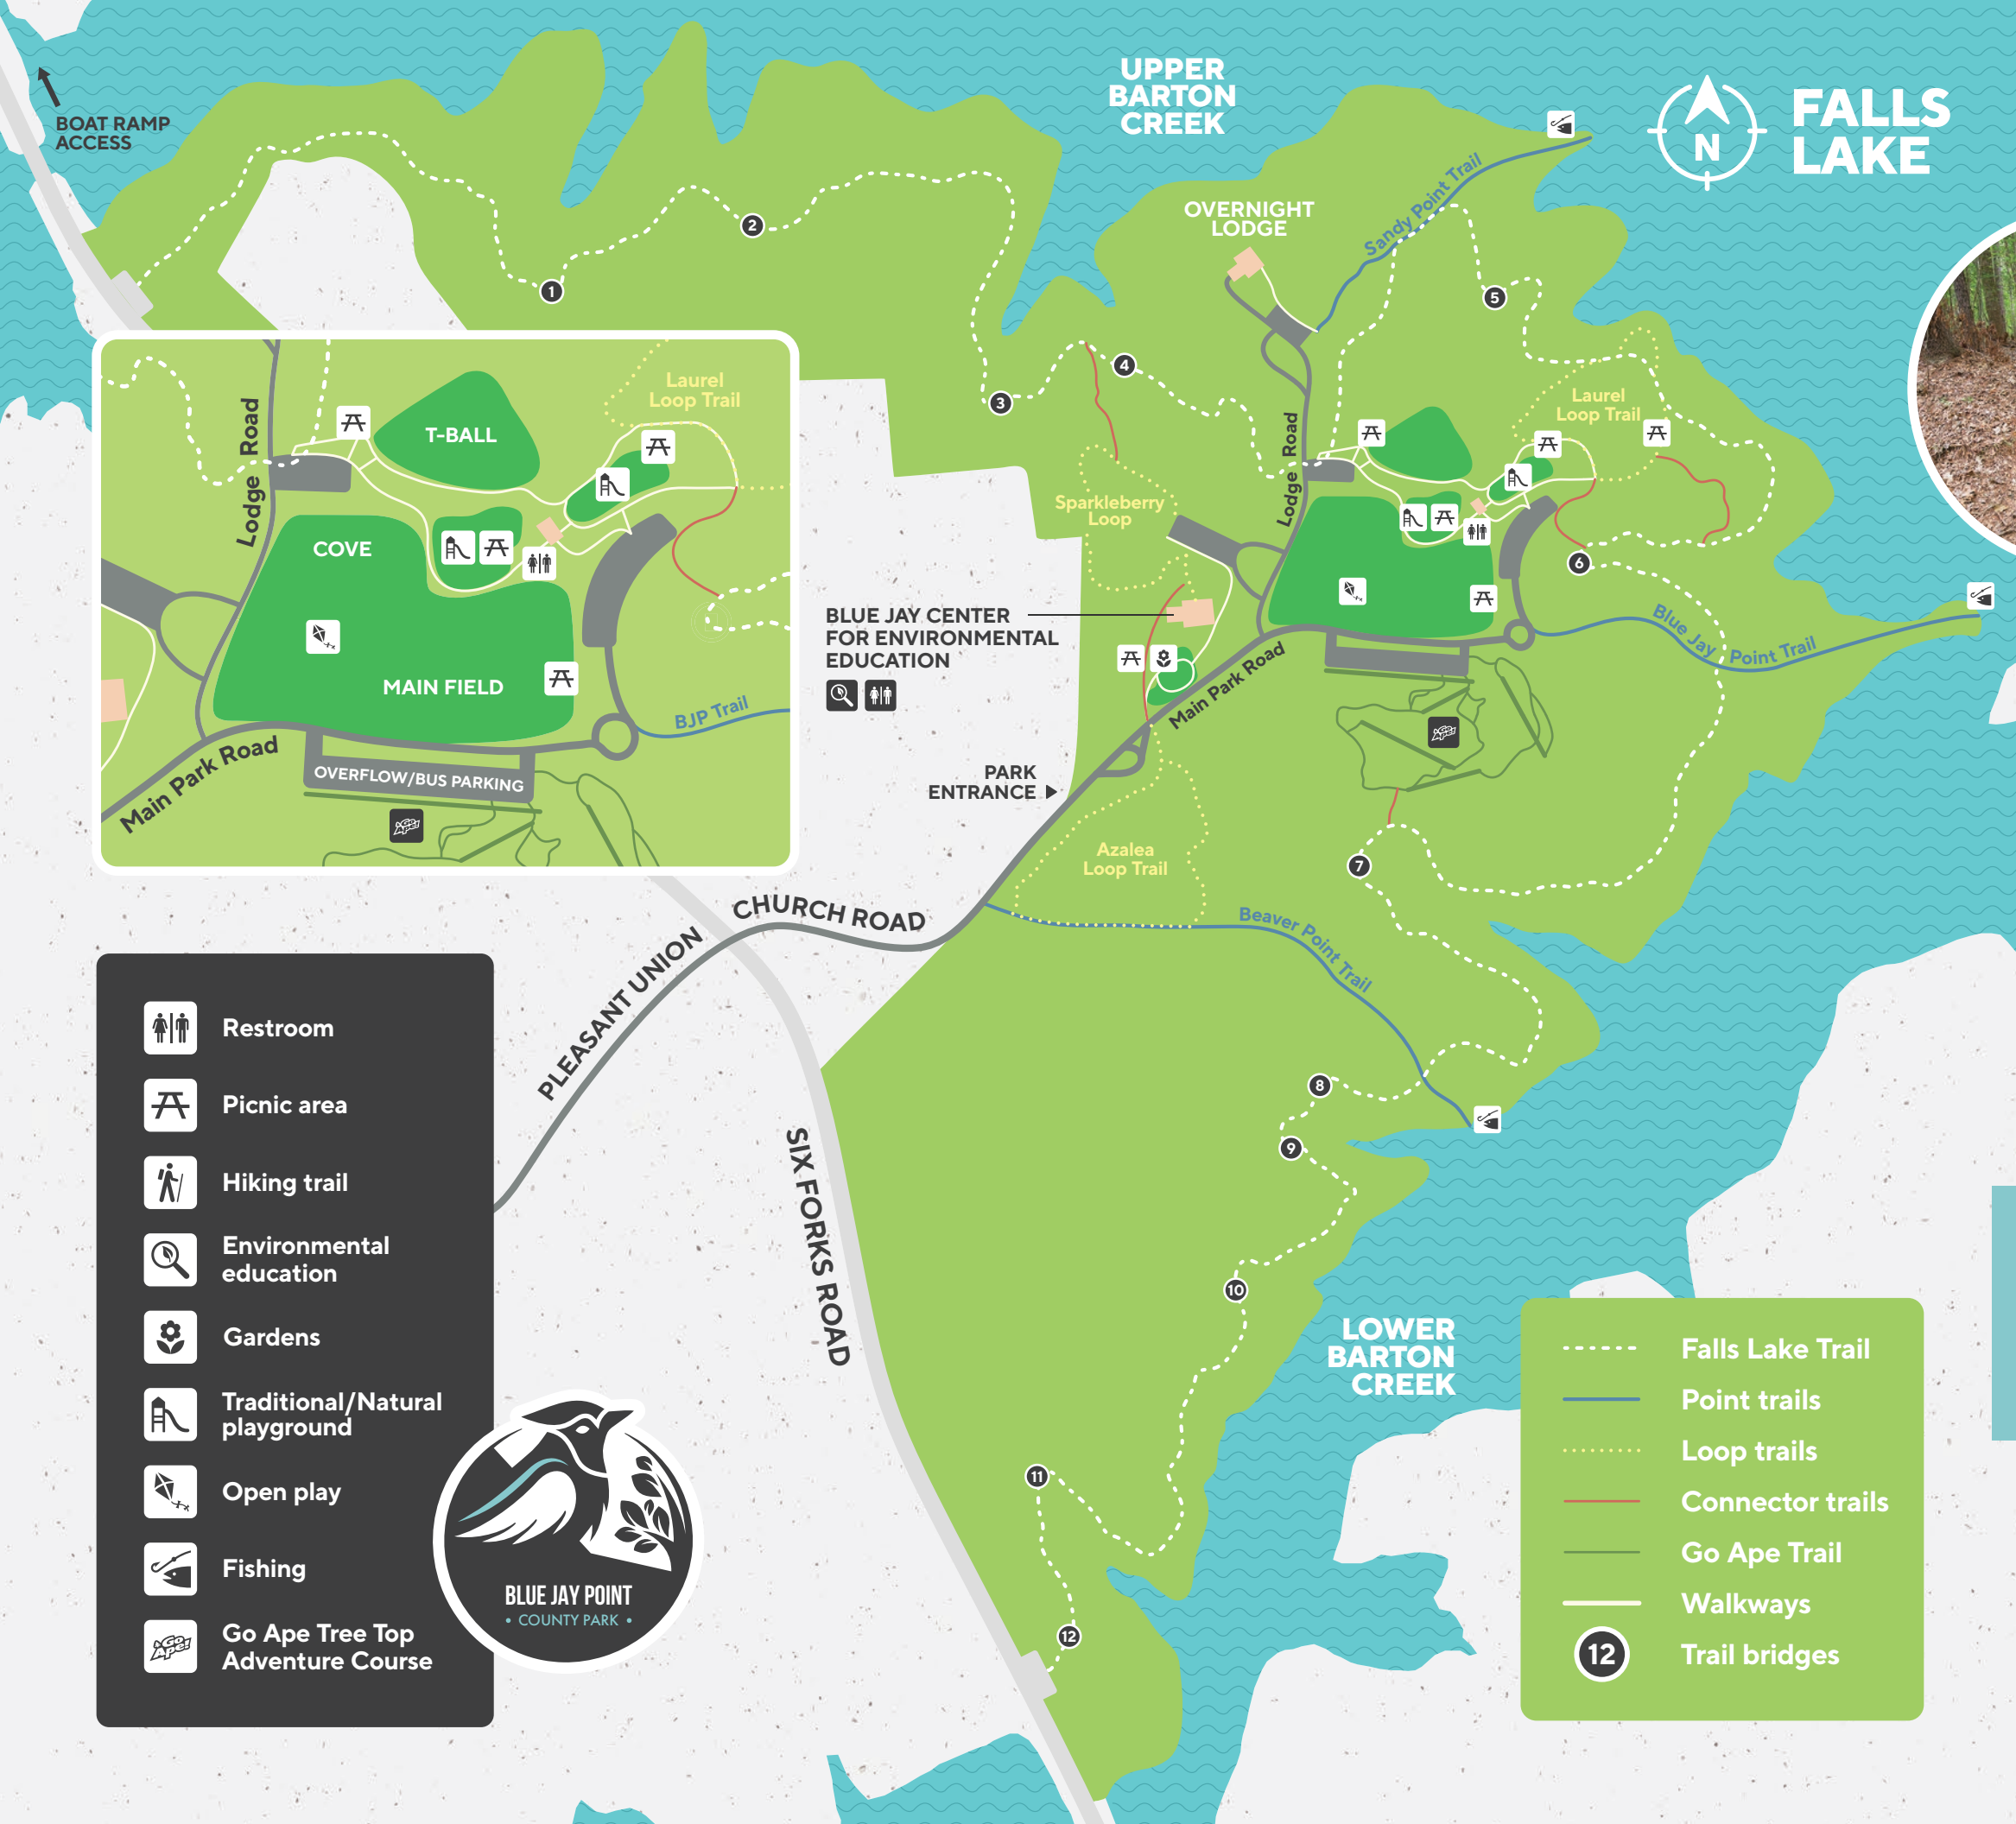 BOAT RAMP
ACCESS
UPPER
BARTON
CREEK
N
FALLS
LAKE
OVERNIGHT
LODGE
Sandy Point Trail
1
2
3
4
5
Laurel
Loop Trail
Lodge Road
Sparkleberry
Loop
6
Blue Jay Point Trail
BLUE JAY CENTER
FOR ENVIRONMENTAL
EDUCATION
Main Park Road
Go Ape!
PARK
ENTRANCE
Azalea
Loop Trail
7
Beaver Point Trail
8
9
10
11
12
LOWER
BARTON
CREEK
Lodge Road
T-BALL
Laurel
Loop Trail
COVE
MAIN FIELD
BJP Trail
Main Park Road
OVERFLOW/BUS PARKING
Go Ape!
PLEASANT UNION
CHURCH ROAD
SIX FORKS ROAD
Restroom
Picnic area
Hiking trail
Environmental
education
Gardens
Traditional/Natural
playground
Open play
Fishing
Go Ape!
Go Ape Tree Top
Adventure Course
BLUE JAY POINT
• COUNTY PARK •
Falls Lake Trail
Point trails
Loop trails
Connector trails
Go Ape Trail
Walkways
12
Trail bridges